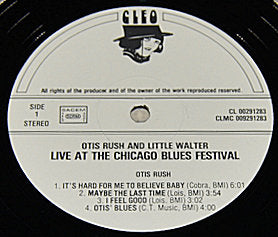 CLEO
All rights of the producer and of the owner of the work reproduced reserved.
SIDE 1
STEREO
SACEM
CL 00291283
CLMC 00291283
OTIS RUSH AND LITTLE WALTER
LIVE AT THE CHICAGO BLUES FESTIVAL
OTIS RUSH
1. IT'S HARD FOR ME TO BELIEVE BABY (Cobra, BMI) 6:01
2. MAYBE THE LAST TIME (Lois, BMI) 3:54
3. I FEEL GOOD (Lois, BMI) 3:02
4. OTIS' BLUES (C.T. Music, BMI) 4:00